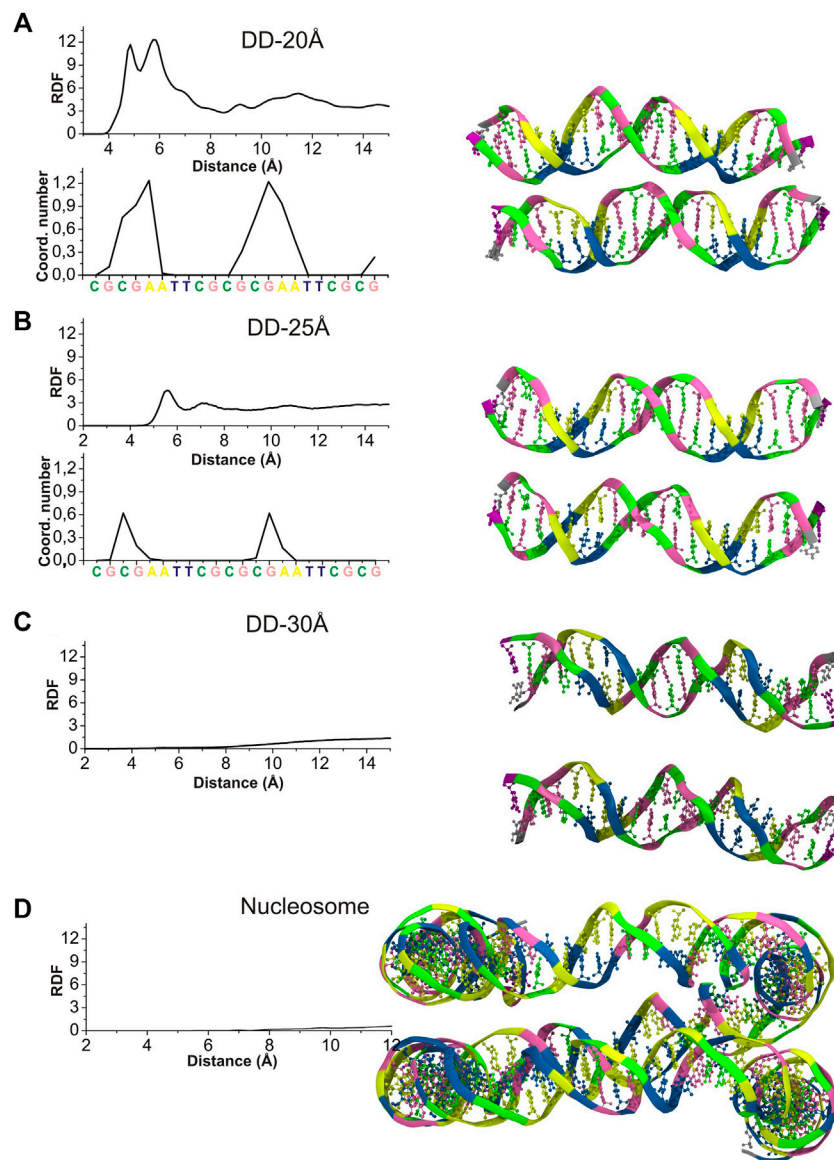 A
DD-20Å
RDF
12
9
6
3
0
4 6 8 10 12 14
Distance (Å)
Coord. number
1,2
0,9
0,6
0,3
0,0
CGCGAATTCGCGCGAATTCGCG
B
DD-25Å
RDF
12
9
6
3
0
2 4 6 8 10 12 14
Distance (Å)
Coord. number
1,2
0,9
0,6
0,3
0,0
CGCGAATTCGCGCGAATTCGCG
C
DD-30Å
RDF
12
9
6
3
0
2 4 6 8 10 12 14
Distance (Å)
D
Nucleosome
RDF
12
9
6
3
0
2 4 6 8 10 12
Distance (Å)